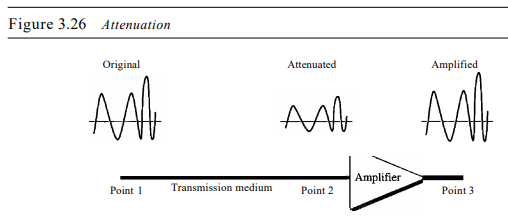 Figure 3.26 Attenuation
Original Attenuated Amplified
Amplifier
Point 1 Transmission medium Point 2 Point 3